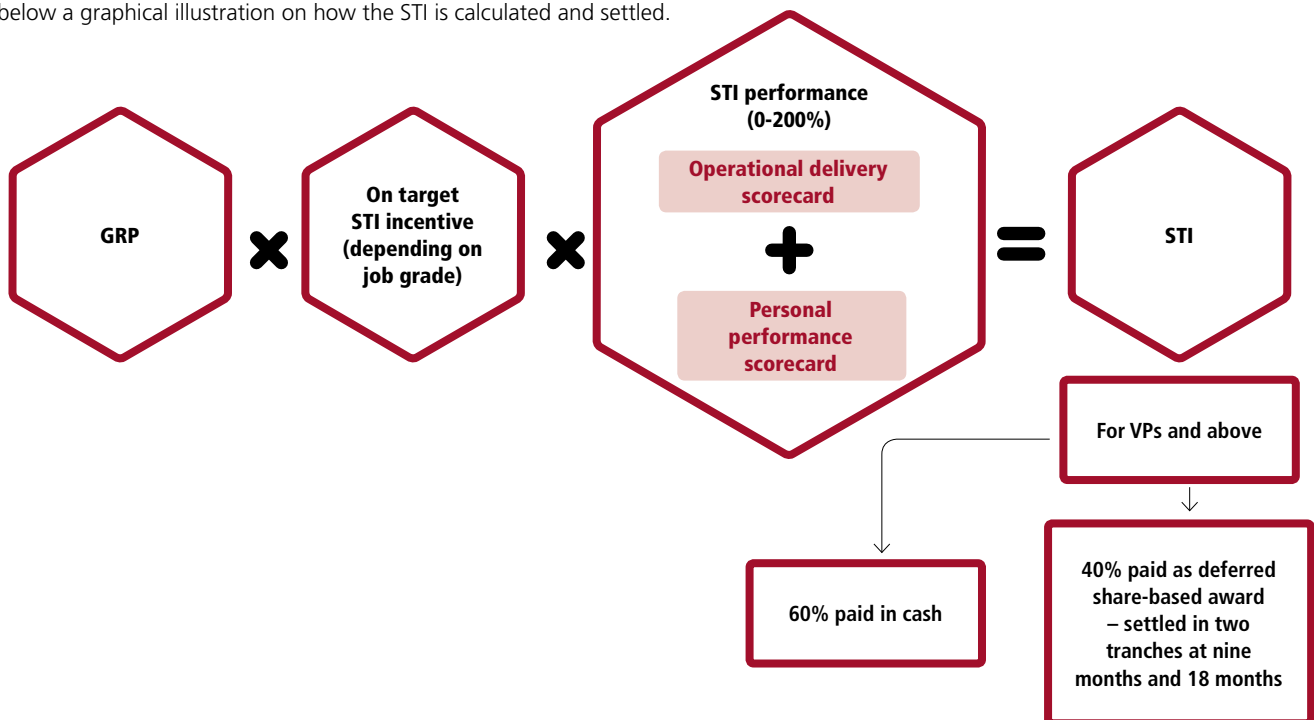 below a graphical illustration on how the STI is calculated and settled.
GRP
On target
STI incentive
(depending on
job grade)
STI performance
(0-200%)
Operational delivery
scorecard
+
Personal
performance
scorecard
=
STI
For VPs and above
60% paid in cash
40% paid as deferred
share-based award
– settled in two
tranches at nine
months and 18 months